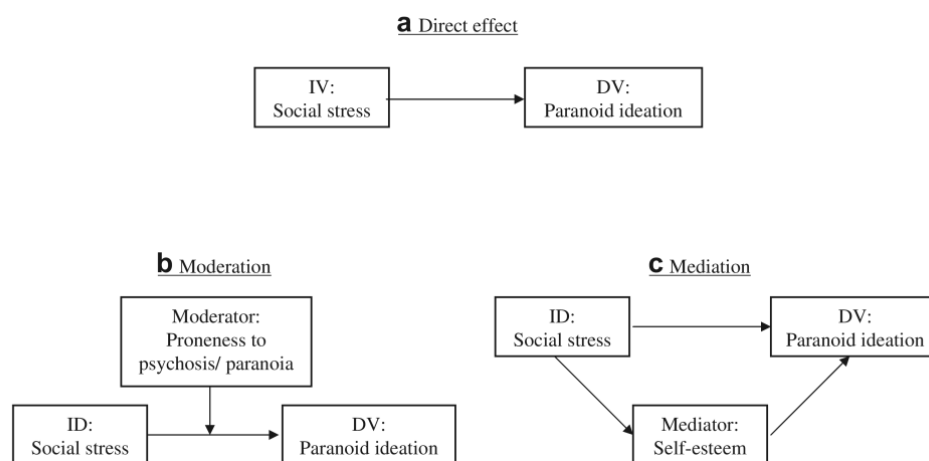 a Direct effect
IV:
Social stress
DV:
Paranoid ideation
b Moderation
Moderator:
Proneness to
psychosis/ paranoia
ID:
Social stress
DV:
Paranoid ideation
c Mediation
ID:
Social stress
DV:
Paranoid ideation
Mediator:
Self-esteem